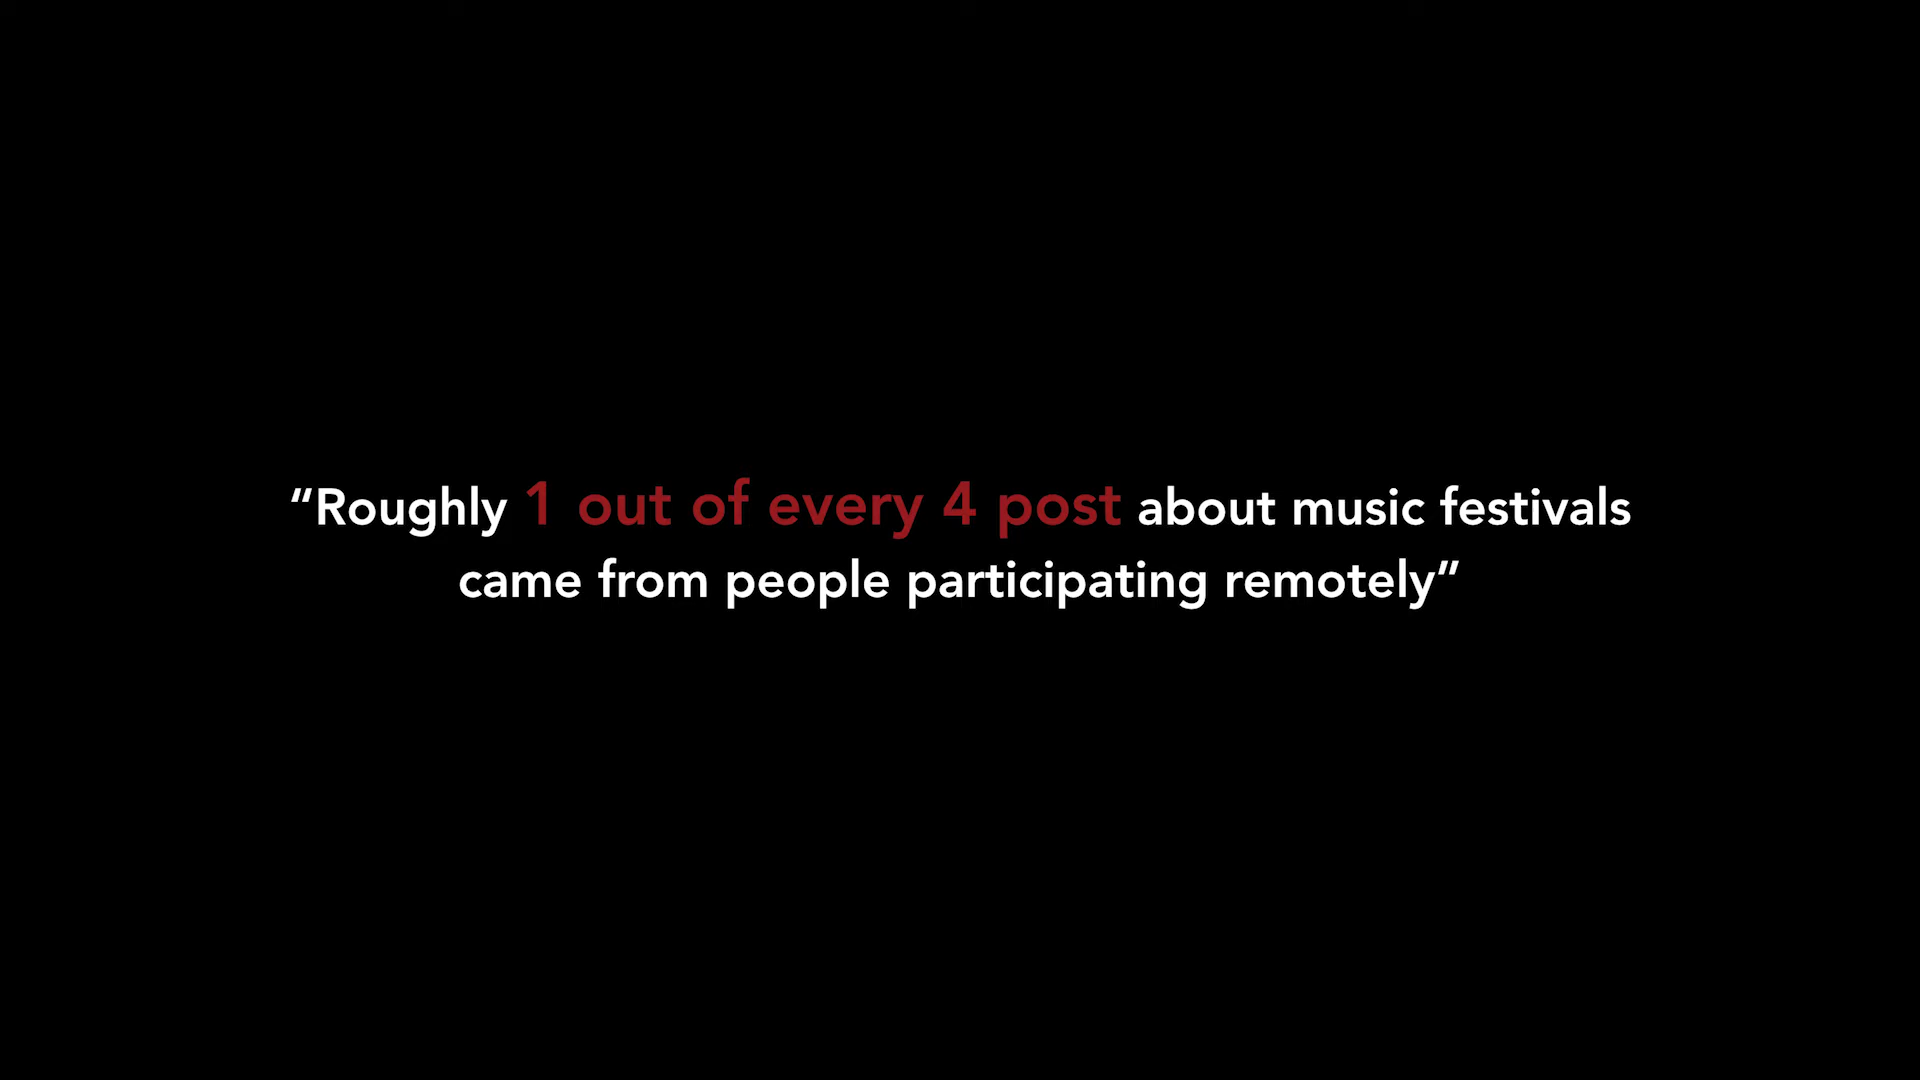 “Roughly 1 out of every 4 post about music festivals
came from people participating remotely”